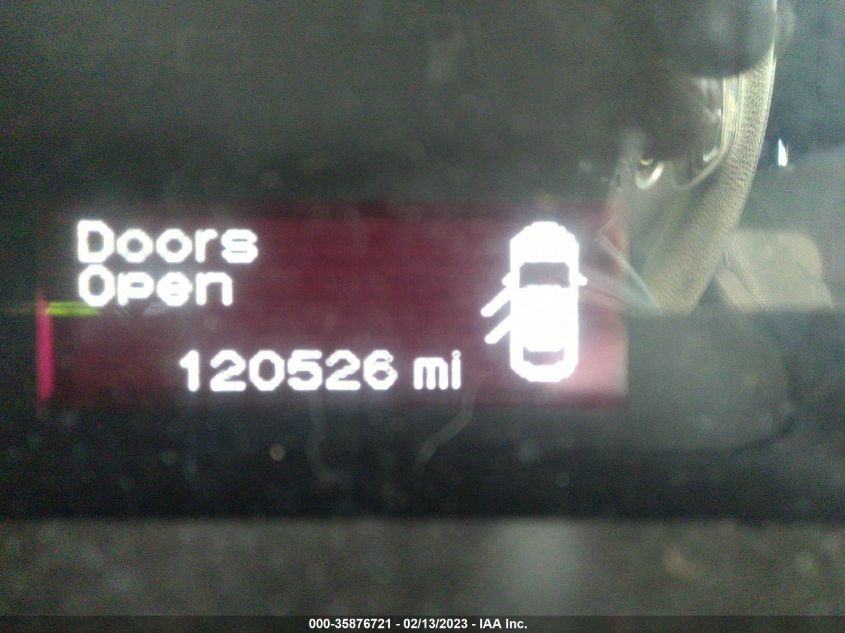 Doors
Open
120526 mi
000-35876721 - 02/13/2023 - IAA Inc.